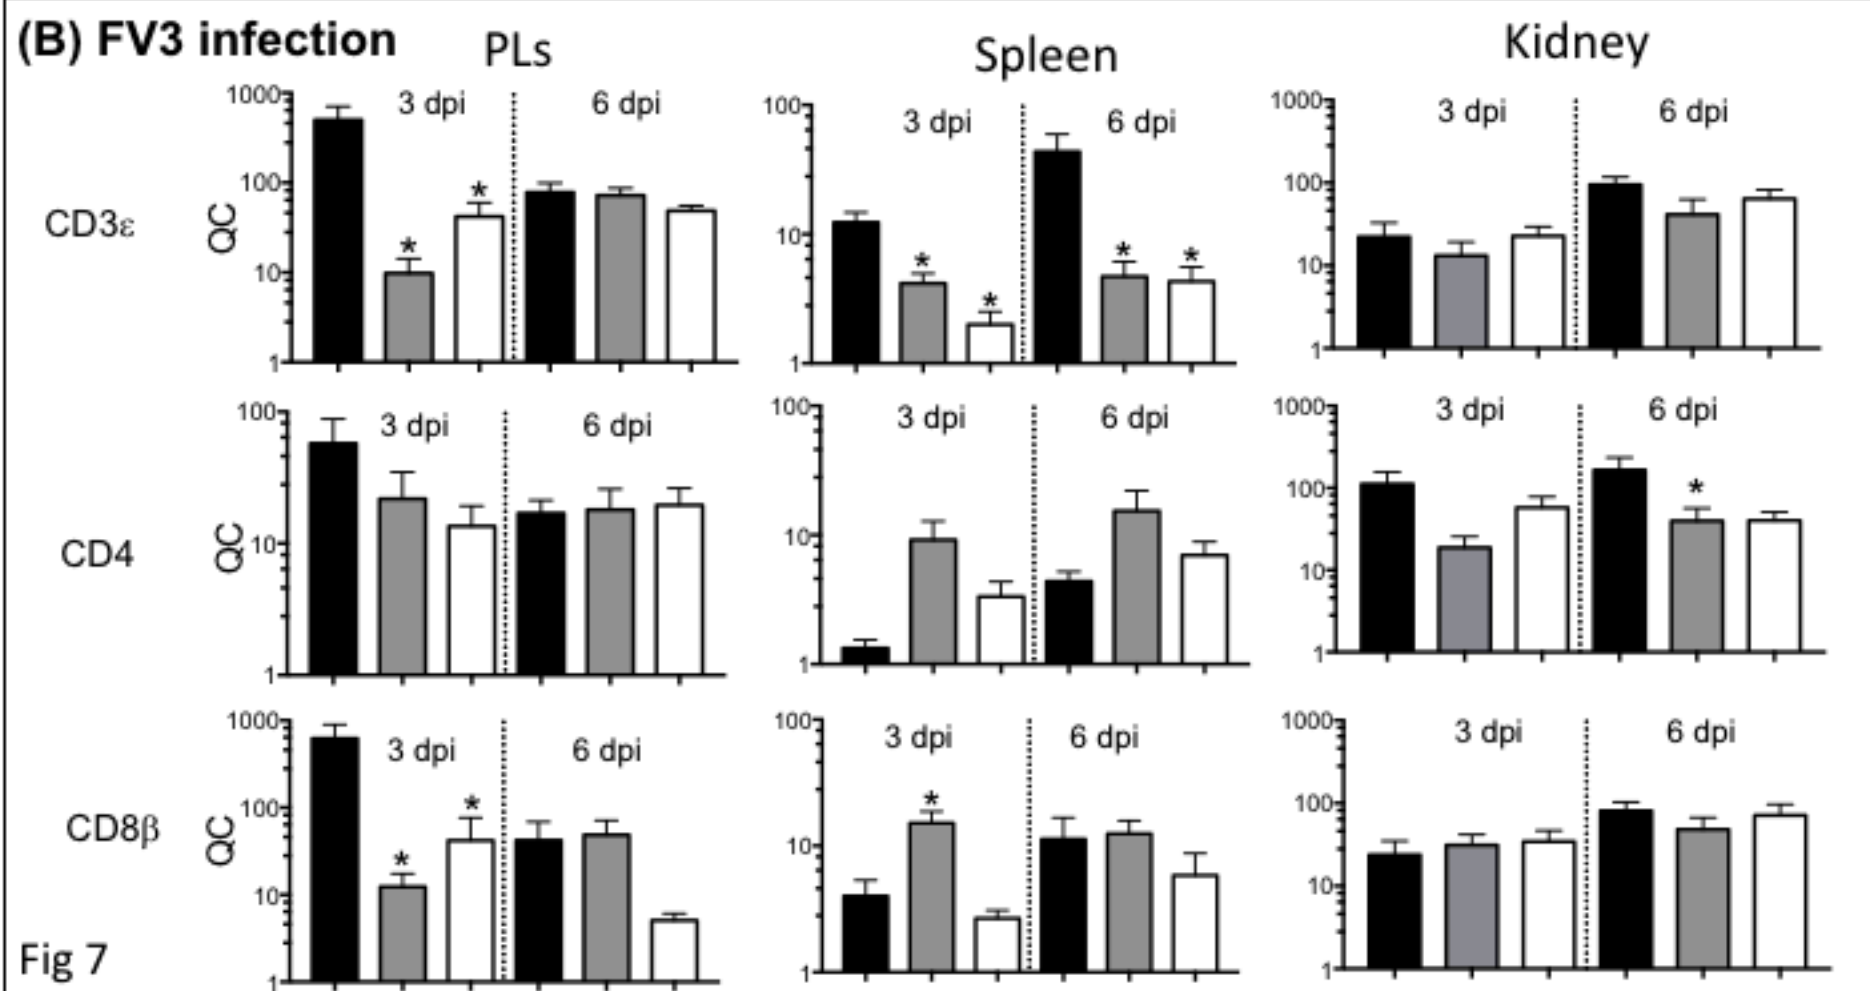 (B) FV3 infection
PLs
Spleen
Kidney
CD3ε
QC
1000
100
10
1
3 dpi
6 dpi
*
*
100
10
1
3 dpi
6 dpi
*
*
*
*
1000
100
10
1
3 dpi
6 dpi
CD4
QC
100
10
1
3 dpi
6 dpi
100
10
1
3 dpi
6 dpi
1000
100
10
1
3 dpi
6 dpi
*
CD8β
QC
1000
100
10
1
3 dpi
6 dpi
*
*
100
10
1
3 dpi
6 dpi
*
1000
100
10
1
3 dpi
6 dpi
Fig 7